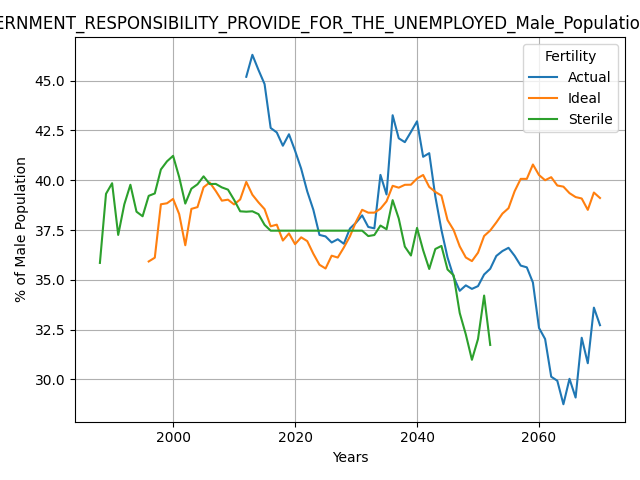 ERNMENT_RESPONSIBILITY_PROVIDE_FOR_THE_UNEMPLOYED_Male_Populatio
Fertility
Actual
Ideal
Sterile
45.0
42.5
40.0
37.5
35.0
32.5
30.0
% of Male Population
2000
2020
2040
2060
Years